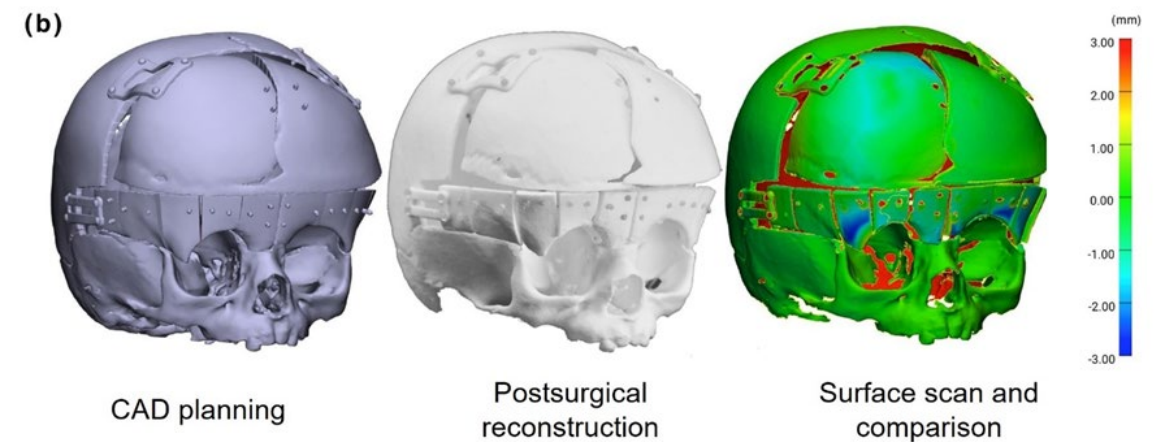 (b)
(mm)
3.00
2.00
1.00
0.00
-1.00
-2.00
-3.00
CAD planning
Postsurgical
reconstruction
Surface scan and
comparison